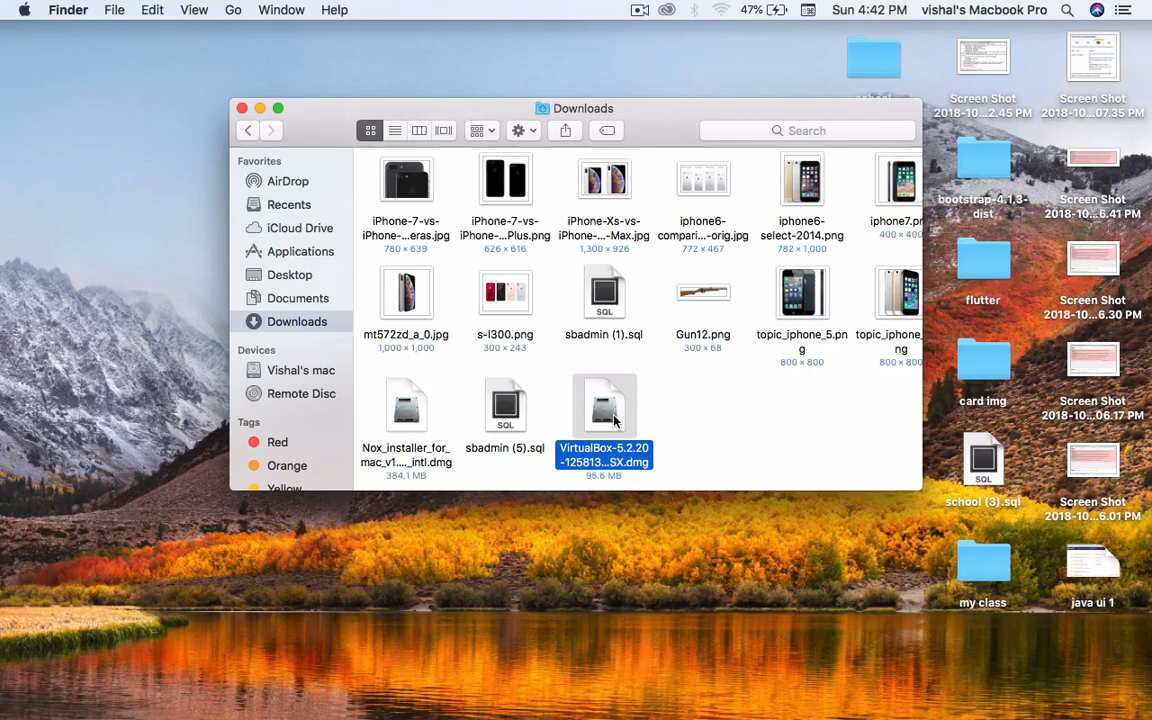 Finder File Edit View Go Window Help 47% Sun 4:42 PM vishal's Macbook Pro
Downloads
Search
Favorites
AirDrop
Recents
iCloud Drive
Applications
Desktop
Documents
Downloads
Devices
Vishal's mac
Remote Disc
Tags
Red
Orange
Yellow
iPhone-7-vs-
iPhone-...eras.jpg
780 × 639
iPhone-7-vs-
iPhone-...Plus.png
626 × 616
iPhone-Xs-vs-
iPhone-...-Max.jpg
1,300 × 926
iphone6-
compari...-orig.jpg
772 × 467
iphone6-
select-2014.png
782 × 1,000
iphone7.pn
400 × 400
mt572zd_a_0.jpg
1,000 × 1,000
s-l300.png
300 × 243
SQL
sbadmin (1).sql
Gun12.png
300 × 68
topic_iphone_5.pn
g
800 × 800
topic_iphone_
ng
800 × 800
Nox_installer_for_
mac_v1...._intl.dmg
384.1 MB
SQL
sbadmin (5).sql
VirtualBox-5.2.20
-125813...SX.dmg
95.6 MB
Screen Shot
2018-10...2.45 PM
Screen Shot
2018-10...07.35 PM
bootstrap-4.1.3-
dist
Screen Shot
2018-10...6.41 PM
flutter
Screen Shot
2018-10...6.30 PM
card img
Screen Shot
2018-10...06.17 PM
SQL
school (3).sql
Screen Shot
2018-10...6.01 PM
my class
java ui 1